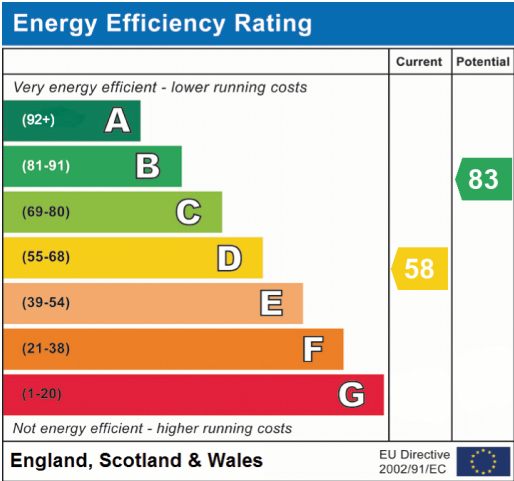 Energy Efficiency Rating
Current Potential
Very energy efficient - lower running costs
(92+) A
(81-91) B
83
(69-80) C
(55-68) D
58
(39-54) E
(21-38) F
(1-20) G
Not energy efficient - higher running costs
England, Scotland & Wales
EU Directive
2002/91/EC